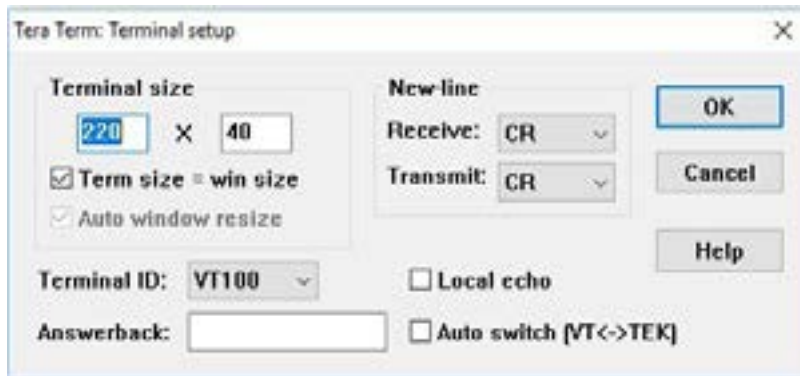 Tera Term: Terminal setup
Terminal size
220 X 40
Term size = win size
Auto window resize
New-line
Receive: CR
Transmit: CR
OK
Cancel
Help
Terminal ID: VT100
Local echo
Answerback:
Auto switch (VT<->TEK)